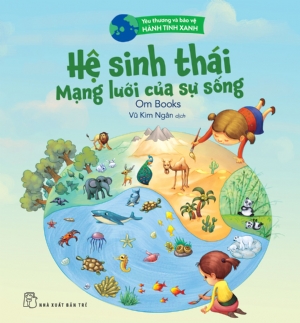 Yêu thương và bảo vệ
HÀNH TINH XANH
Hệ sinh thái
Mạng lưới của sự sống
Om Books
Vũ Kim Ngân dịch
NHÀ XUẤT BẢN TRẺ